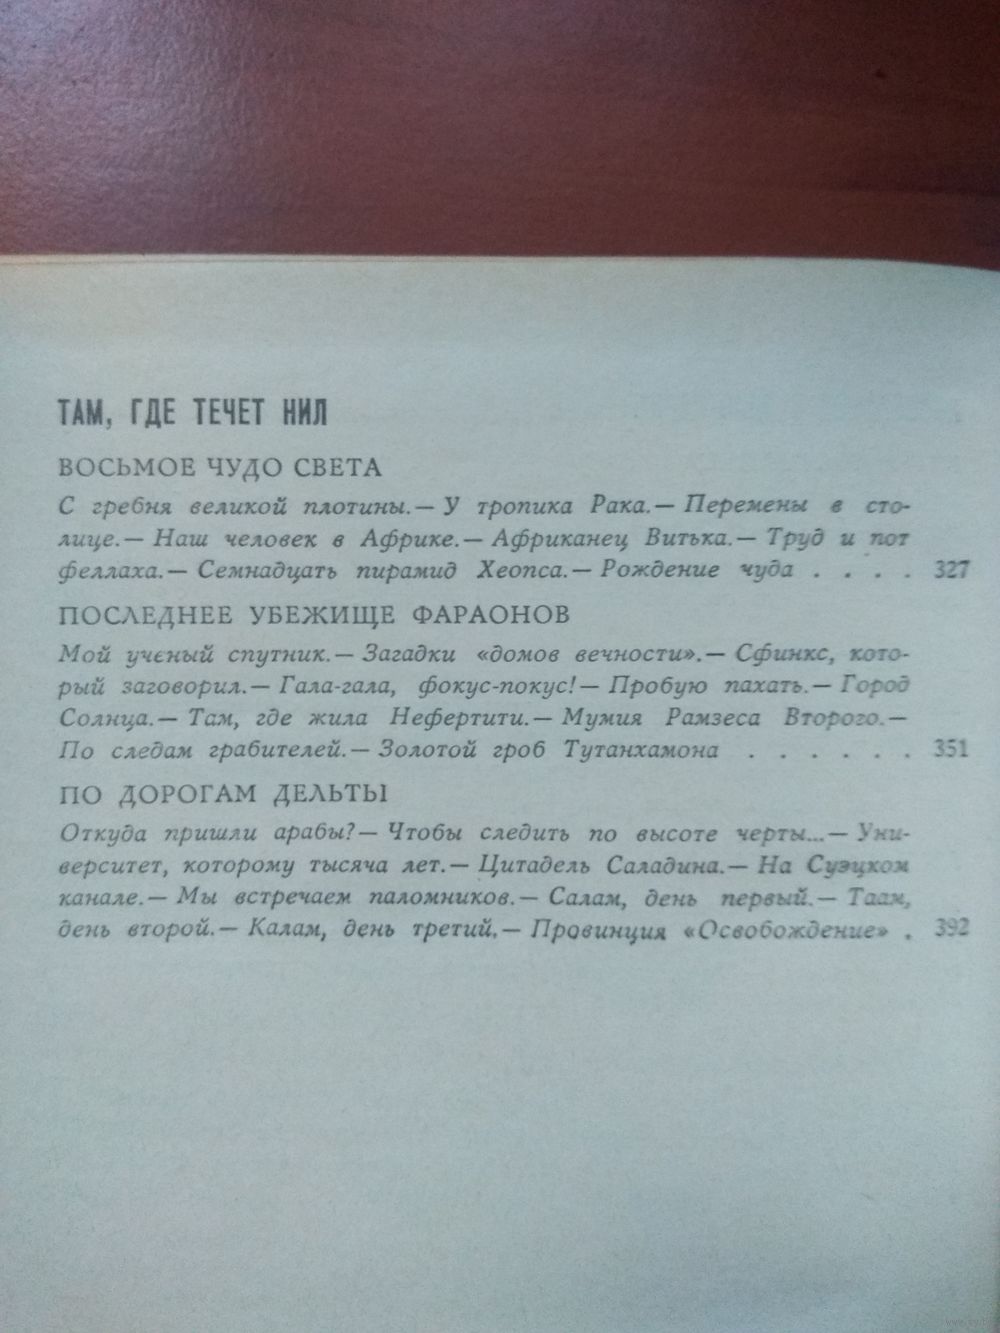 ТАМ, ГДЕ ТЕЧЕТ НИЛ
ВОСЬМОЕ ЧУДО СВЕТА
С гребня великой плотины.— У тропика Рака.— Перемены в сто-
лице.— Наш человек в Африке.— Африканец Витька.— Труд и пот
феллаха.— Семнадцать пирамид Хеопса.— Рождение чуда . . . . 327
ПОСЛЕДНЕЕ УБЕЖИЩЕ ФАРАОНОВ
Мой ученый спутник.— Загадки «домов вечности».— Сфинкс, кото-
рый заговорил.— Гала-гала, фокус-покус!— Пробую пахать.— Город
Солнца.— Там, где жила Нефертити.— Мумия Рамзеса Второго.—
По следам грабителей.— Золотой гроб Тутанхамона . . . . . . 351
ПО ДОРОГАМ ДЕЛЬТЫ
Откуда пришли арабы?— Чтобы следить по высоте черты...— Уни-
верситет, которому тысяча лет.— Цитадель Саладина.— На Суэцком
канале.— Мы встречаем паломников.— Салам, день первый.— Таам,
день второй.— Калам, день третий.— Провинция «Освобождение» . 392